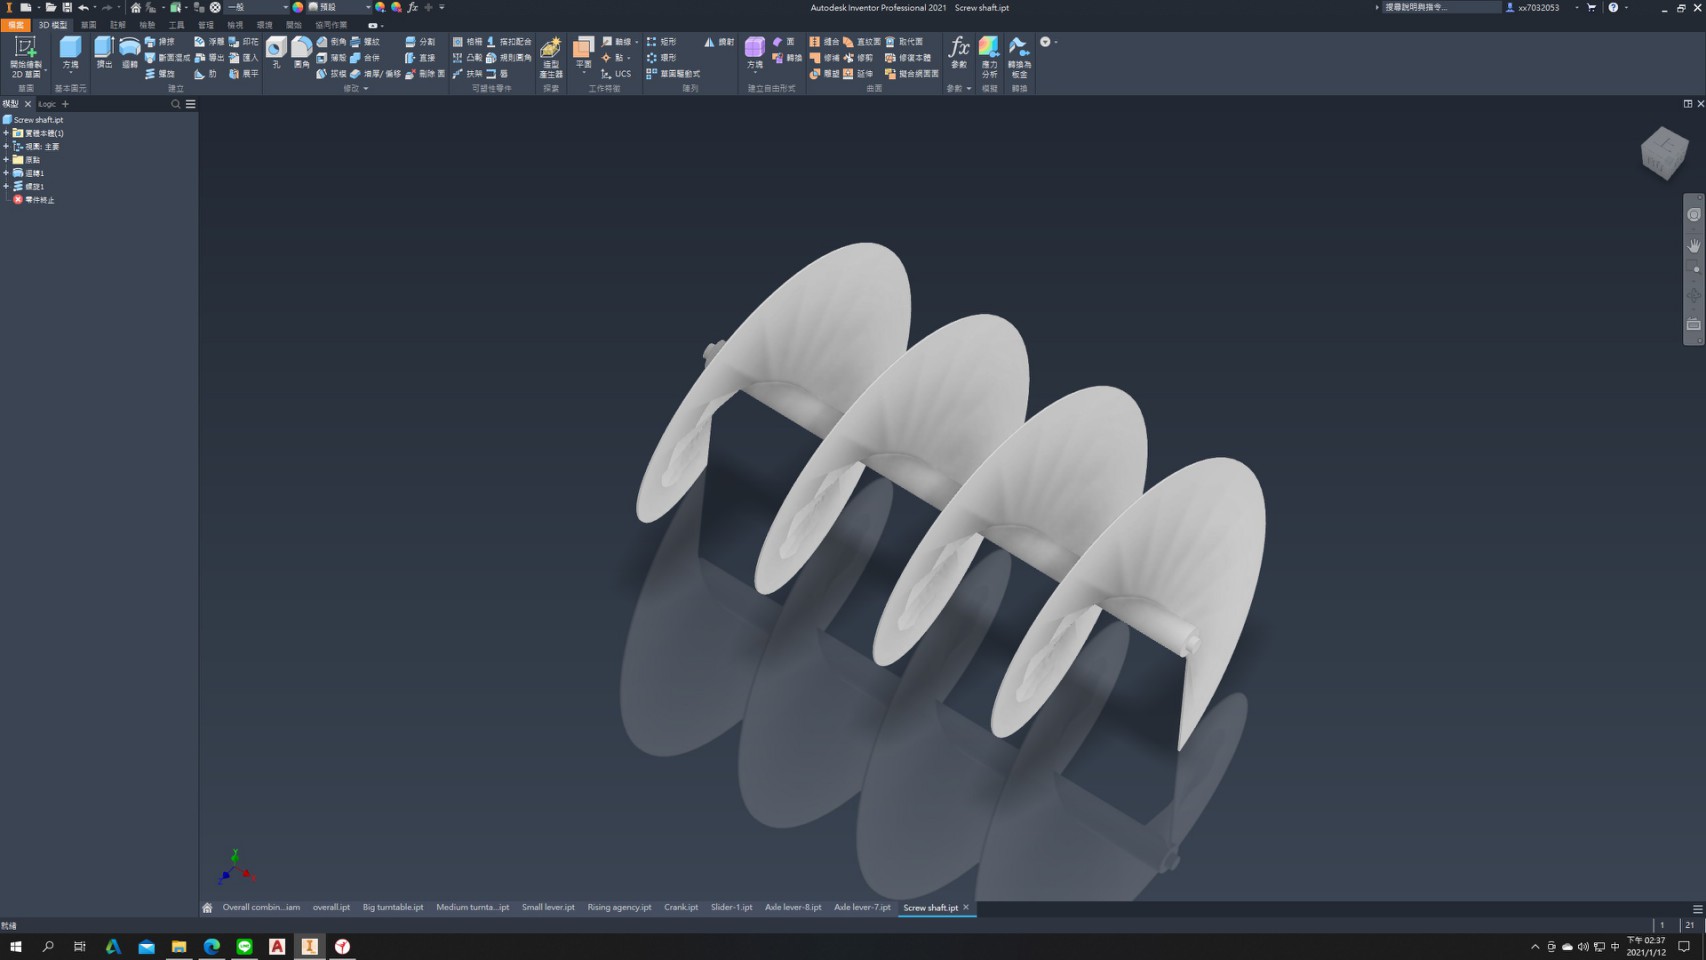 一般
預設
Autodesk Inventor Professional 2021 Screw shaft.ipt
搜尋說明與指令...
xx7032053
檔案 3D 模型 草圖 註解 檢驗 工具 管理 檢視 環境 開始 協同作業
開始繪製
2D 草圖
草圖
方塊
基本圖元
擠出
迴轉
掃掠
斷面混成
螺旋
浮雕
導出
肋
印花
匯入
展平
建立
孔
圓角
倒角
薄殼
拔模
螺紋
合併
增厚/偏移
分割
直接
刪除 面
修改
格柵
凸轂
扶架
搭扣配合
規則圓角
唇
可塑性零件
造型
產生器
探索
平面
軸線
點
UCS
工作特徵
矩形
環形
草圖驅動式
鏡射
陣列
方塊
面
轉換
建立自由形式
縫合
修補
雕塑
直紋面
修剪
延伸
取代面
修復本體
擬合網面面
曲面
fx
參數
參數
應力
分析
模擬
轉換為
板金
轉換
模型
iLogic
Screw shaft.ipt
實體本體(1)
視圖: 主要
原點
迴轉1
螺旋1
零件終止
上
Y
Z
X
Overall combin...iam overall.ipt Big turntable.ipt Medium turnta...ipt Small lever.ipt Rising agency.ipt Crank.ipt Slider-1.ipt Axle lever-8.ipt Axle lever-7.ipt Screw shaft.ipt
就緒
1 21
中
下午 02:37
2021/1/12